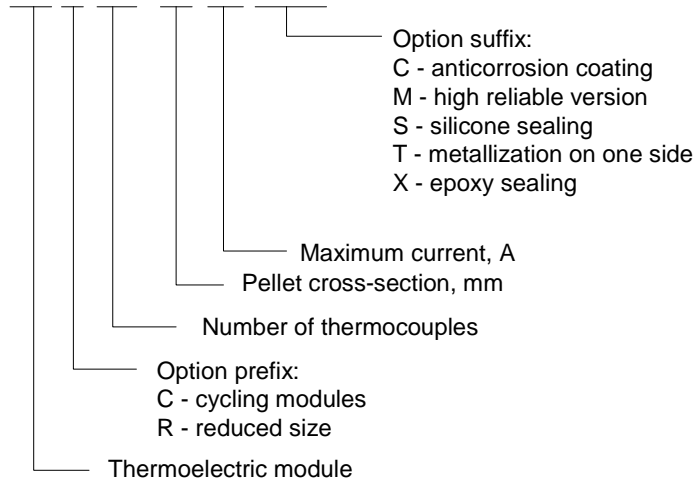 Option suffix:
C - anticorrosion coating
M - high reliable version
S - silicone sealing
T - metallization on one side
X - epoxy sealing
Maximum current, A
Pellet cross-section, mm
Number of thermocouples
Option prefix:
C - cycling modules
R - reduced size
Thermoelectric module